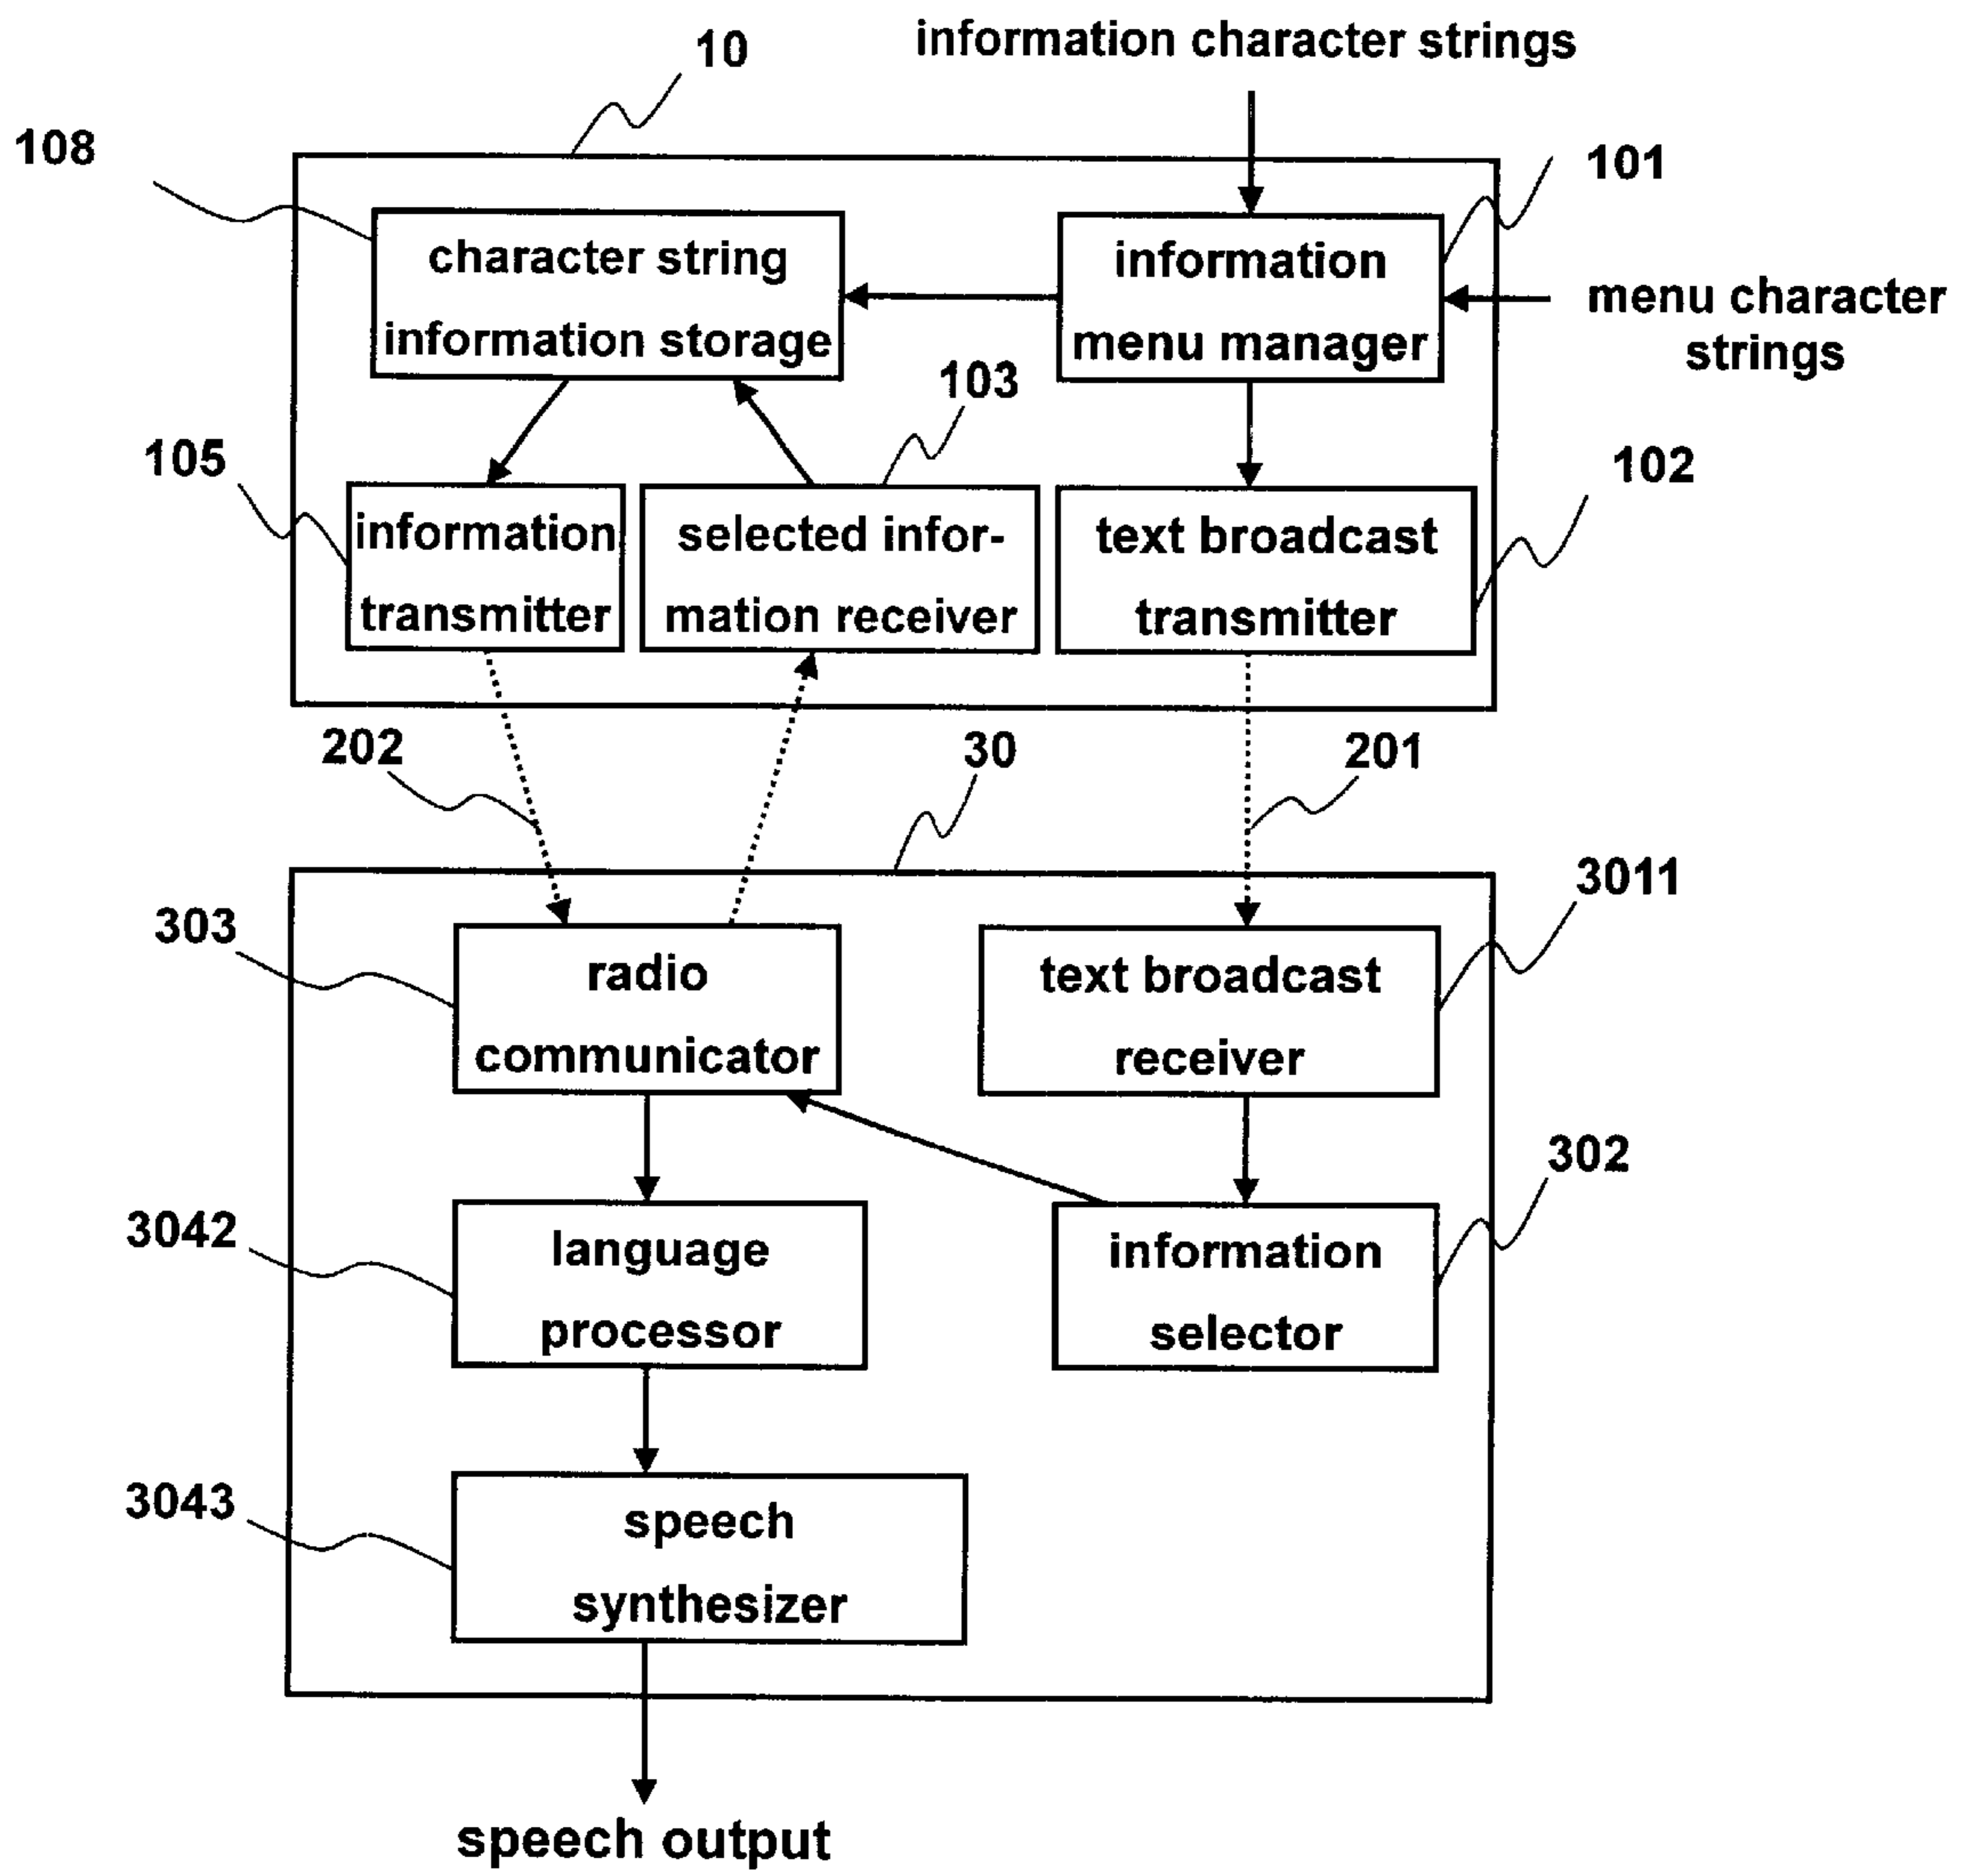 information character strings
10
108
101
character string
information storage
information
menu manager
menu character
strings
103
105
102
information
transmitter
selected infor-
mation receiver
text broadcast
transmitter
202
30
201
3011
303
radio
communicator
text broadcast
receiver
302
3042
language
processor
information
selector
3043
speech
synthesizer
speech output